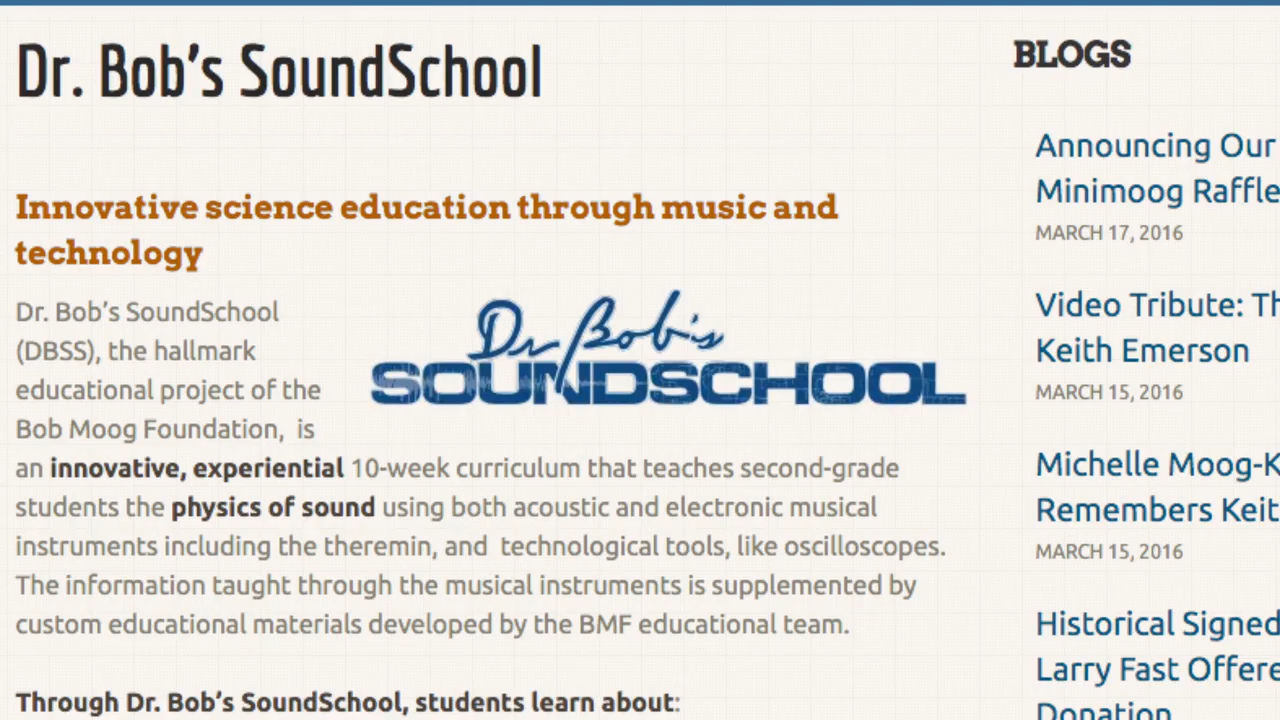 Dr. Bob's SoundSchool
Innovative science education through music and
technology
Dr. Bob's SoundSchool
(DBSS), the hallmark
educational project of the
Bob Moog Foundation, is
Dr Bob's
SOUNDSCHOOL
an innovative, experiential 10-week curriculum that teaches second-grade
students the physics of sound using both acoustic and electronic musical
instruments including the theremin, and technological tools, like oscilloscopes.
The information taught through the musical instruments is supplemented by
custom educational materials developed by the BMF educational team.
Through Dr. Bob's SoundSchool, students learn about:
BLOGS
Announcing Our
Minimoog Raffle
MARCH 17, 2016
Video Tribute: Th
Keith Emerson
MARCH 15, 2016
Michelle Moog-K
Remembers Keit
MARCH 15, 2016
Historical Signed
Larry Fast Offere
Donation